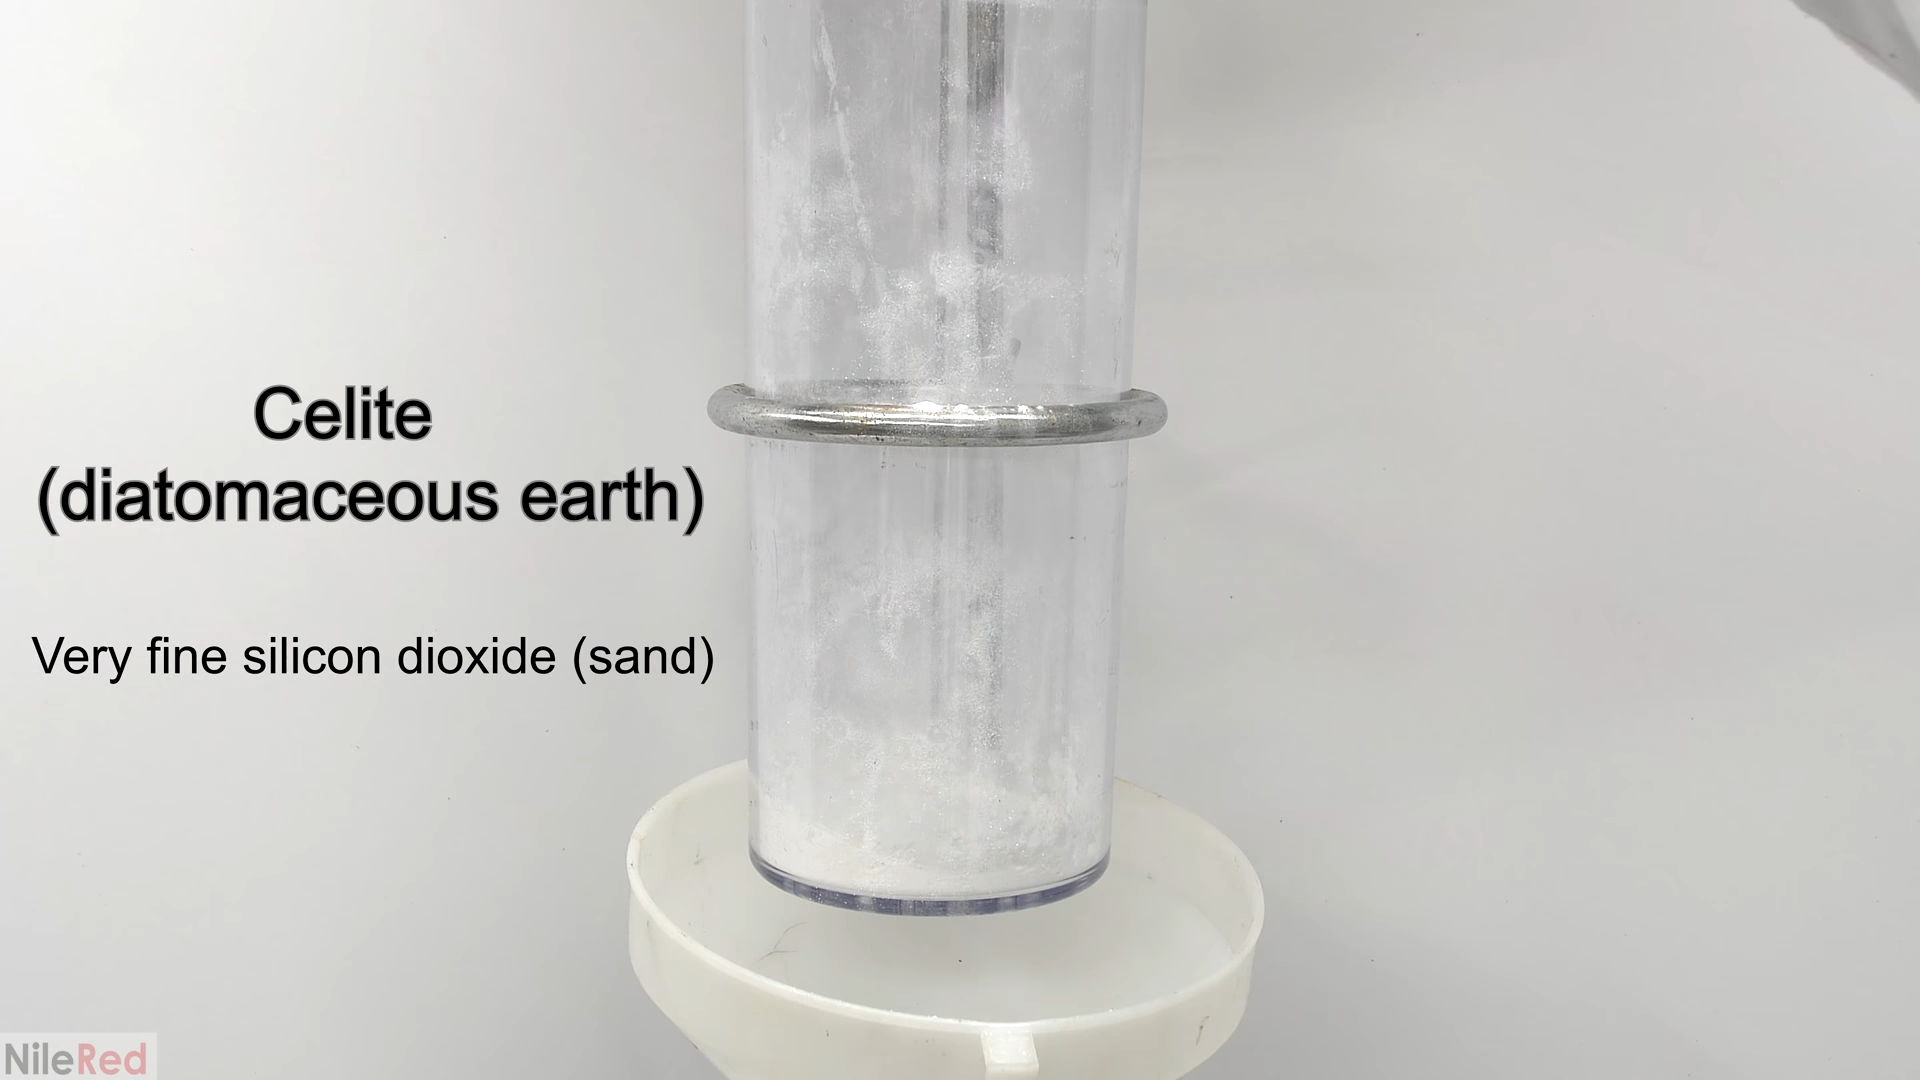 Celite
(diatomaceous earth)
Very fine silicon dioxide (sand)
NileRed